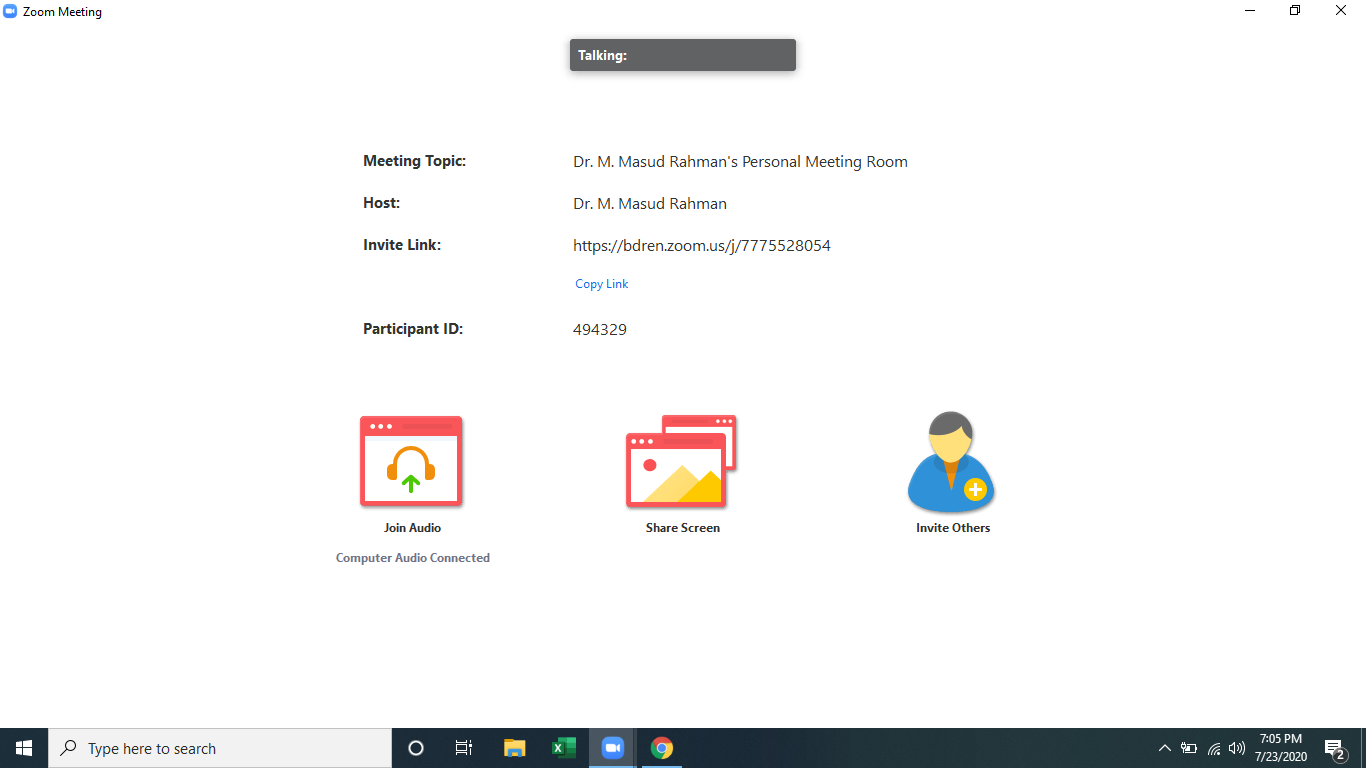 Zoom Meeting
Talking:
Meeting Topic: Dr. M. Masud Rahman's Personal Meeting Room
Host: Dr. M. Masud Rahman
Invite Link: https://bdren.zoom.us/j/7775528054
Copy Link
Participant ID: 494329
Join Audio Share Screen Invite Others
Computer Audio Connected
Type here to search
7:05 PM
7/23/2020
2